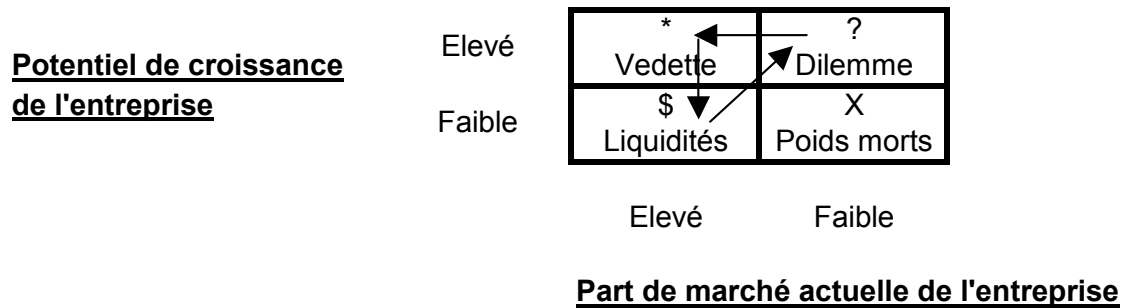 Potentiel de croissance
de l'entreprise
Elevé
Faible
* ?
Vedette Dilemme
$ X
Liquidités Poids morts
Elevé Faible
Part de marché actuelle de l'entreprise